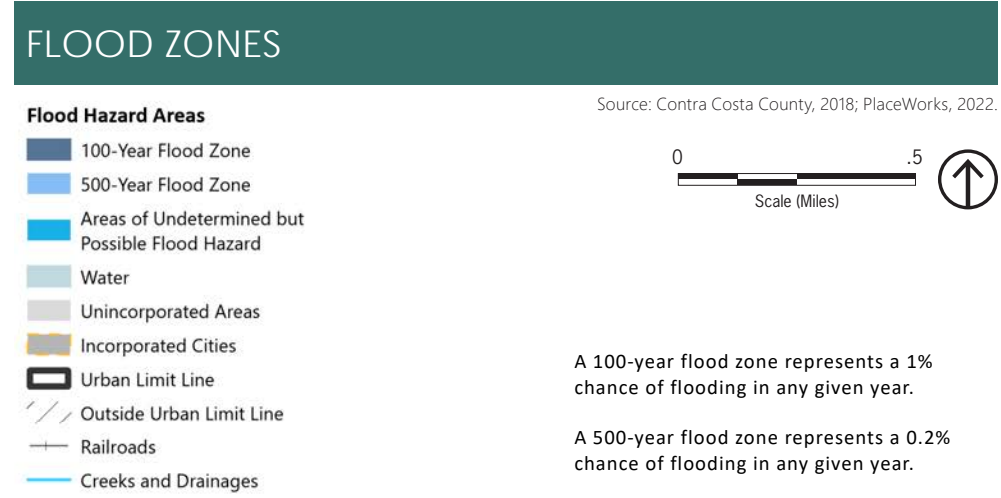 FLOOD ZONES
Flood Hazard Areas
100-Year Flood Zone
500-Year Flood Zone
Areas of Undetermined but
Possible Flood Hazard
Water
Unincorporated Areas
Incorporated Cities
Urban Limit Line
Outside Urban Limit Line
Railroads
Creeks and Drainages
Source: Contra Costa County, 2018; PlaceWorks, 2022.
0 .5
Scale (Miles)
A 100-year flood zone represents a 1%
chance of flooding in any given year.
A 500-year flood zone represents a 0.2%
chance of flooding in any given year.